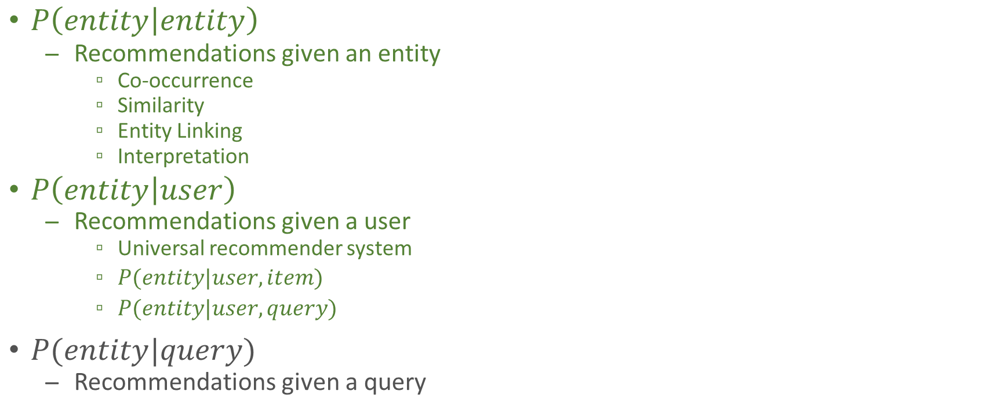 • P(entity|entity)
– Recommendations given an entity
▫ Co-occurrence
▫ Similarity
▫ Entity Linking
▫ Interpretation
• P(entity|user)
– Recommendations given a user
▫ Universal recommender system
▫ P(entity|user, item)
▫ P(entity|user, query)
• P(entity|query)
– Recommendations given a query